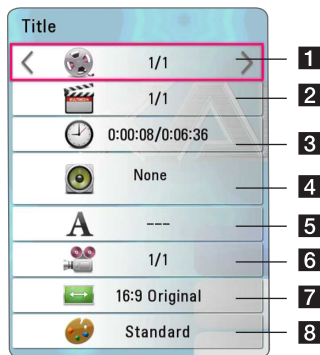 Title
1/1 1
1/1 2
0:00:08/0:06:36 3
None 4
A --- 5
1/1 6
16:9 Original 7
Standard 8